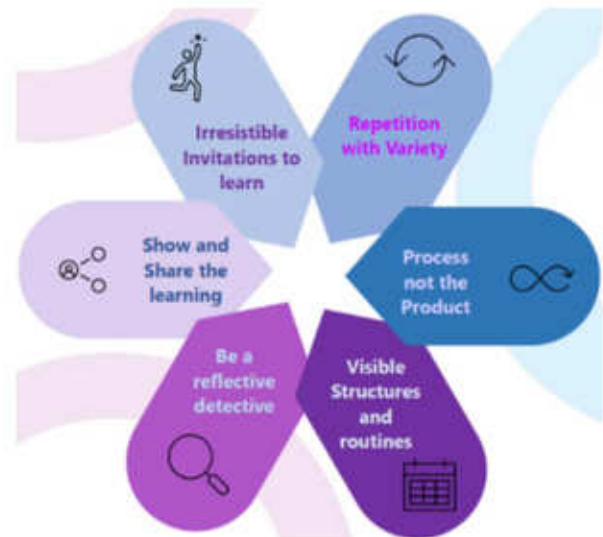 Irresistible
Invitations to
learn
Repetition
with Variety
Show and
Share the
learning
Process
not the
Product
Be a
reflective
detective
Visible
Structures
and
routines